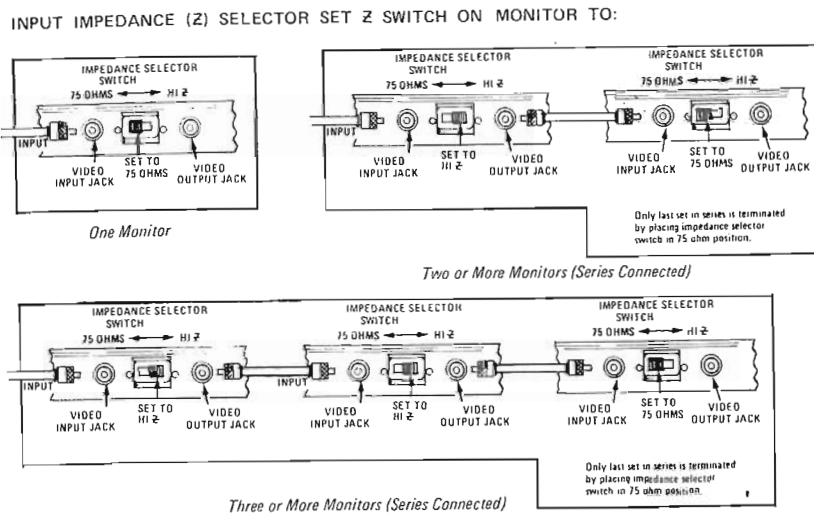 INPUT IMPEDANCE (Z) SELECTOR SET Z SWITCH ON MONITOR TO:
IMPEDANCE SELECTOR
SWITCH
75 OHMS HI Z
INPUT
VIDEO
INPUT JACK
SET TO
75 OHMS
VIDEO
OUTPUT JACK
One Monitor
IMPEDANCE SELECTOR
SWITCH
75 OHMS HI Z
INPUT
VIDEO
INPUT JACK
SET TO
HI Z
VIDEO
OUTPUT JACK
IMPEDANCE SELECTOR
SWITCH
75 OHMS HI Z
VIDEO
INPUT JACK
SET TO
75 OHMS
VIDEO
OUTPUT JACK
Only last set in series is terminated
by placing impedance selector
switch in 75 ohm position.
Two or More Monitors (Series Connected)
IMPEDANCE SELECTOR
SWITCH
75 OHMS HI Z
INPUT
VIDEO
INPUT JACK
SET TO
HI Z
VIDEO
OUTPUT JACK
IMPEDANCE SELECTOR
SWITCH
75 OHMS HI Z
INPUT
VIDEO
INPUT JACK
SET TO
HI Z
VIDEO
OUTPUT JACK
IMPEDANCE SELECTOR
SWITCH
75 OHMS HI Z
VIDEO
INPUT JACK
SET TO
75 OHMS
VIDEO
OUTPUT JACK
Only last set in series is terminated
by placing impedance selector
switch in 75 ohm position.
Three or More Monitors (Series Connected)